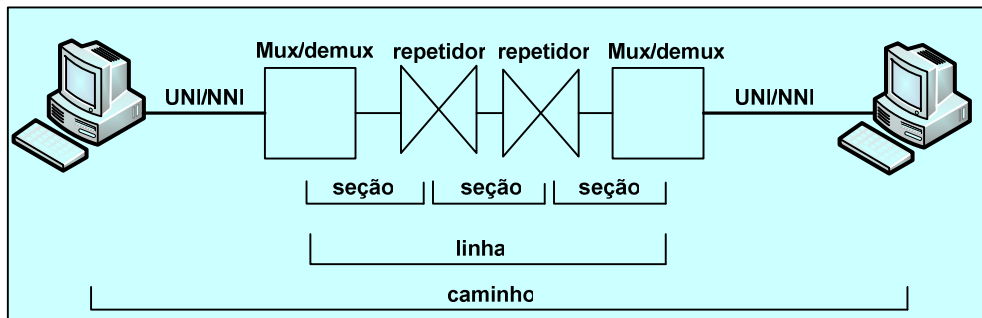 Mux/demux repetidor repetidor Mux/demux
UNI/NNI UNI/NNI
seção seção seção
linha
caminho